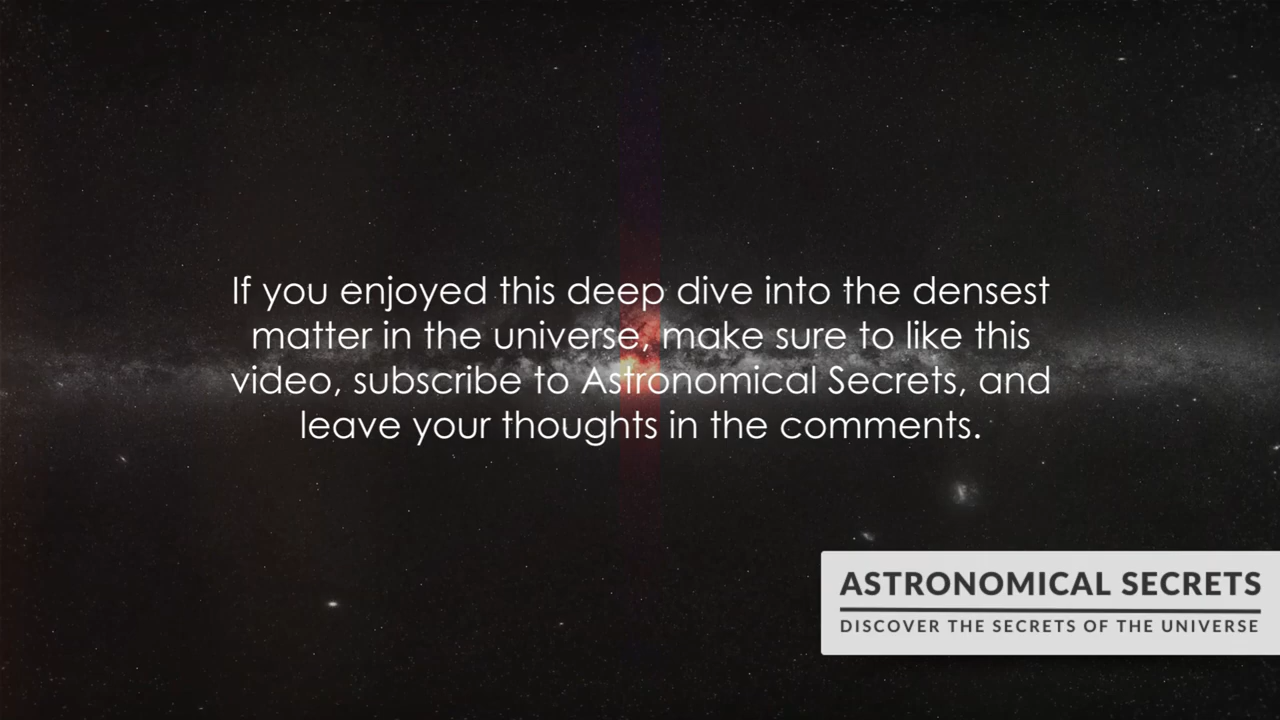 If you enjoyed this deep dive into the densest
matter in the universe, make sure to like this
video, subscribe to Astronomical Secrets, and
leave your thoughts in the comments.
ASTRONOMICAL SECRETS
DISCOVER THE SECRETS OF THE UNIVERSE